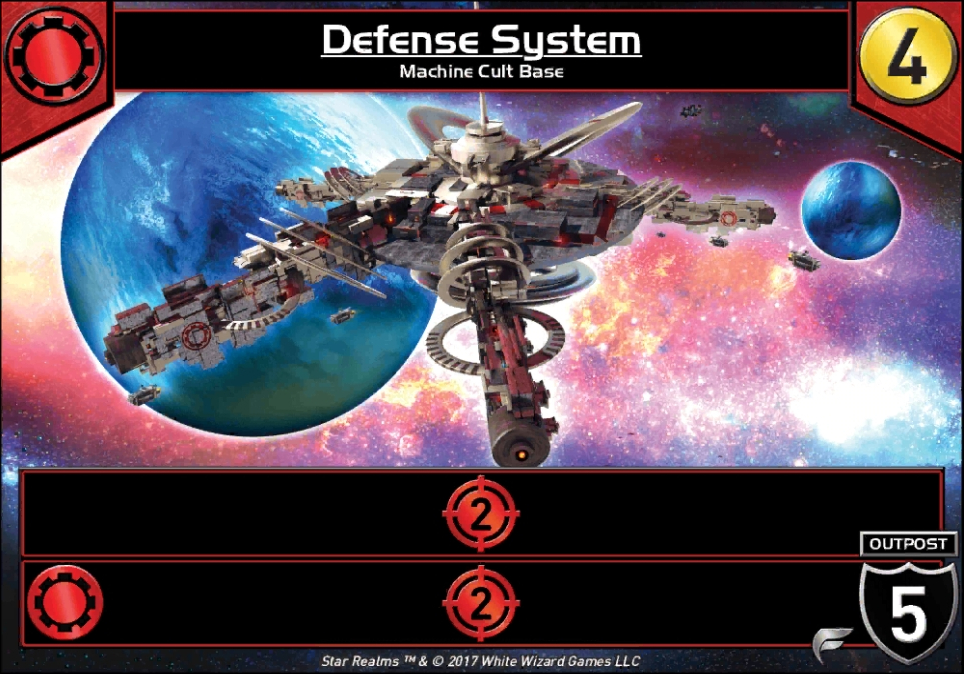 Defense System
4
Machine Cult Base
2
OUTPOST
2
5
Star Realms ™ & © 2017 White Wizard Games LLC